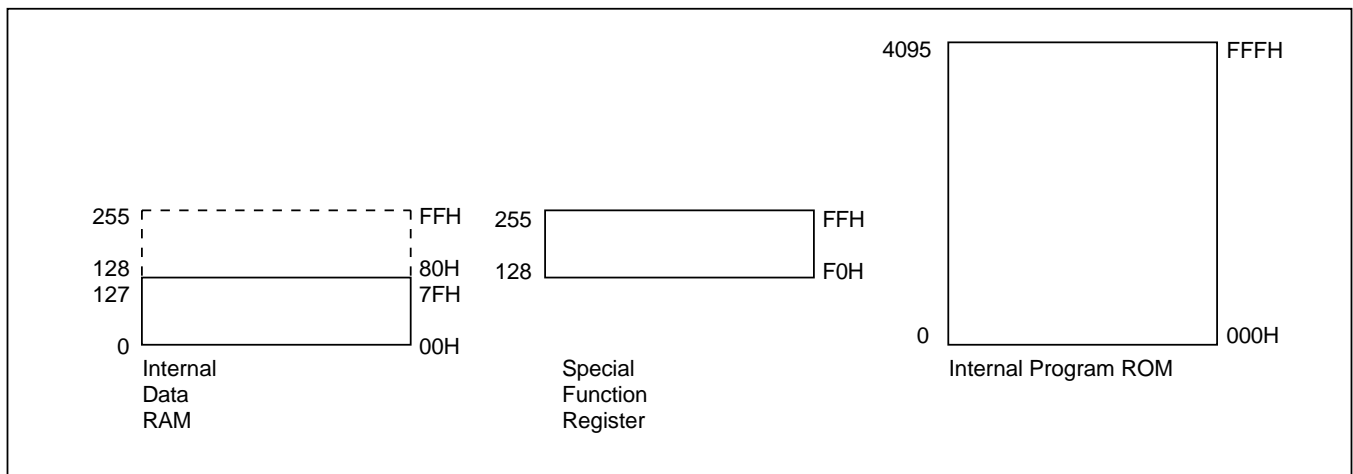 4095 FFFH
255 FFH
128 80H
127 7FH
0 00H
Internal
Data
RAM
255 FFH
128 F0H
Special
Function
Register
0 000H
Internal Program ROM